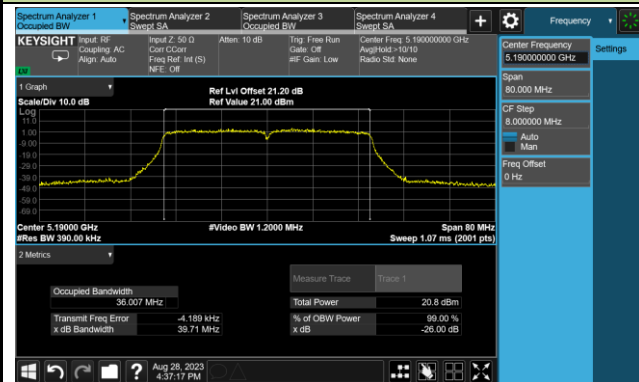 Spectrum Analyzer 1
Occupied BW
Spectrum Analyzer 2
Swept SA
Spectrum Analyzer 3
Occupied BW
Spectrum Analyzer 4
Swept SA
+
Frequency
KEYSIGHT
Input: RF
Coupling: AC
Align: Auto
Input Z: 50 Ω
Corr CCorr
Freq Ref: Int (S)
NFE: Off
Atten: 10 dB
Trig: Free Run
Gate: Off
#IF Gain: Low
Center Freq: 5.190000000 GHz
Avg|Hold:>10/10
Radio Std: None
LXI
Center Frequency
5.190000000 GHz
Settings
Span
80.000 MHz
CF Step
8.000000 MHz
Auto
Man
Freq Offset
0 Hz
1 Graph
Scale/Div 10.0 dB
Ref Lvl Offset 21.20 dB
Ref Value 21.00 dBm
Log
11.0
1.00
-9.00
-19.0
-29.0
-39.0
-49.0
-59.0
-69.0
Center 5.19000 GHz
#Res BW 390.00 kHz
#Video BW 1.2000 MHz
Span 80 MHz
Sweep 1.07 ms (2001 pts)
2 Metrics
Measure Trace
Trace 1
Occupied Bandwidth
36.007 MHz
Total Power
20.8 dBm
Transmit Freq Error
-4.189 kHz
% of OBW Power
99.00 %
x dB Bandwidth
39.71 MHz
x dB
-26.00 dB
?
Aug 28, 2023
4:37:17 PM